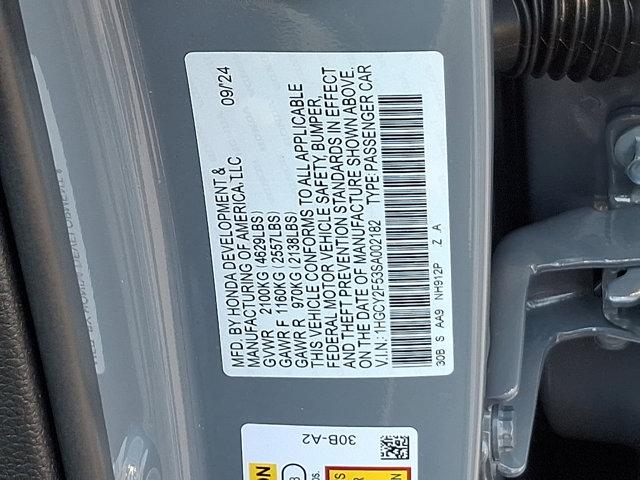 MFD. BY HONDA DEVELOPMENT & 09/24
MANUFACTURING OF AMERICA, LLC
GVWR 2100KG (4629LBS)
GAWR F 1160KG (2557LBS)
GAWR R 970KG (2138LBS)
THIS VEHICLE CONFORMS TO ALL APPLICABLE
FEDERAL MOTOR VEHICLE SAFETY, BUMPER,
AND THEFT PREVENTION STANDARDS IN EFFECT
ON THE DATE OF MANUFACTURE SHOWN ABOVE.
V.I.N.: 1HGCY2F53SA002182 TYPE: PASSENGER CAR
30B S AA9 NH912P Z A
30B-A2